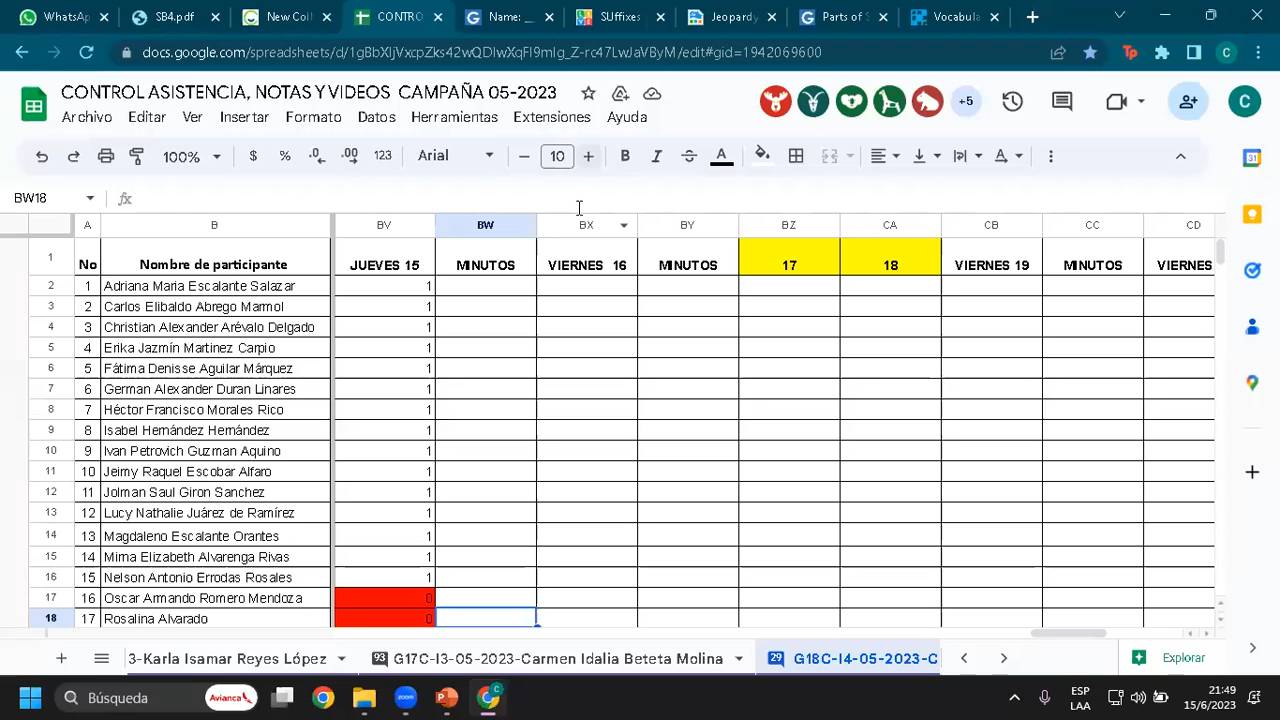 WhatsApp
SB4.pdf
New Coll
CONTRO
Name: __
SUffixes
Jeopardy
Parts of S
Vocabula
docs.google.com/spreadsheets/d/1gBbXIjVxcpZks42wQDIwXqFI9mIg_Z-rc47LwJaVByM/edit#gid=1942069600
CONTROL ASISTENCIA, NOTAS Y VIDEOS CAMPAÑA 05-2023
+5
C
Archivo Editar Ver Insertar Formato Datos Herramientas Extensiones Ayuda
100% $ % .0 .00 123 Arial 10 B I A
BW18 fx
A B BV BW BX BY BZ CA CB CC CD
1 No Nombre de participante JUEVES 15 MINUTOS VIERNES 16 MINUTOS 17 18 VIERNES 19 MINUTOS VIERNES
2 1 Adriana Maria Escalante Salazar 1
3 2 Carlos Elibaldo Abrego Marmol 1
4 3 Christian Alexander Arévalo Delgado 1
5 4 Erika Jazmín Martinez Carpio 1
6 5 Fátima Denisse Aguilar Márquez 1
7 6 German Alexander Duran Linares 1
8 7 Héctor Francisco Morales Rico 1
9 8 Isabel Hernández Hernández 1
10 9 Ivan Petrovich Guzman Aquino 1
11 10 Jeimy Raquel Escobar Alfaro 1
12 11 Jolman Saul Giron Sanchez 1
13 12 Lucy Nathalie Juárez de Ramírez 1
14 13 Magdaleno Escalante Orantes 1
15 14 Mirna Elizabeth Alvarenga Rivas 1
16 15 Nelson Antonio Errodas Rosales 1
17 16 Oscar Armando Romero Mendoza 0
18 17 Rosalina Alvarado 0
3-Karla Isamar Reyes López 93 G17C-I3-05-2023-Carmen Idalia Beteta Molina 29 G18C-I4-05-2023-C Explorar
Búsqueda Avianca zoom ESP LAA 21:49 15/6/2023